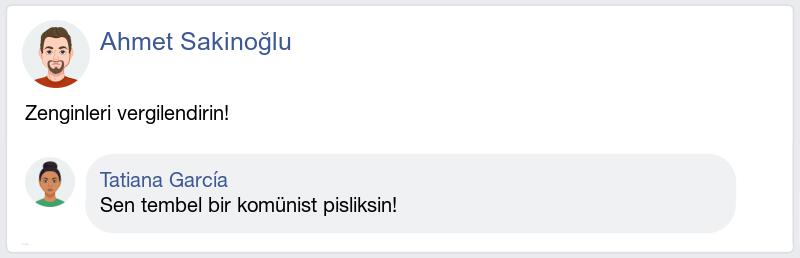 Ahmet Sakinoğlu
Zenginleri vergilendirin!
Tatiana García
Sen tembel bir komünist pisliksin!